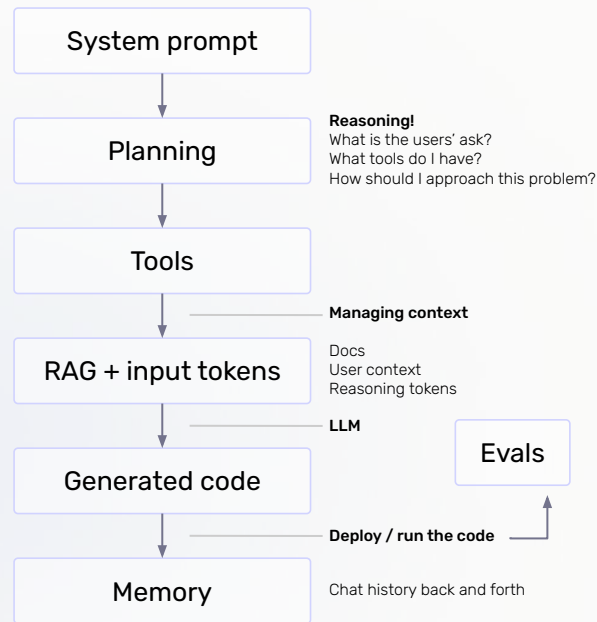 System prompt
Planning
Reasoning!
What is the users' ask?
What tools do I have?
How should I approach this problem?
Tools
Managing context
RAG + input tokens
Docs
User context
Reasoning tokens
LLM
Evals
Generated code
Deploy / run the code
Memory
Chat history back and forth